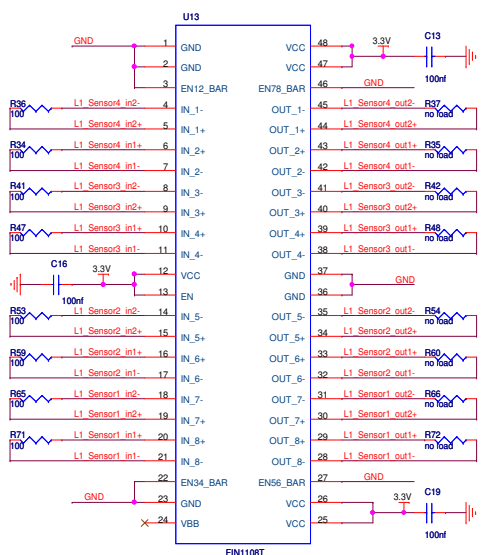 U13
GND 1 GND VCC 48 3.3V C13
2 GND VCC 47
100nf
3 EN12_BAR EN78_BAR 46 GND
R36 L1_Sensor4_in2- 4 IN_1- OUT_1- 45 L1_Sensor4_out2- R37
100 no load
L1_Sensor4_in2+ 5 IN_1+ OUT_1+ 44 L1_Sensor4_out2+
R34 L1_Sensor4_in1+ 6 IN_2+ OUT_2+ 43 L1_Sensor4_out1+ R35
100 no load
L1_Sensor4_in1- 7 IN_2- OUT_2- 42 L1_Sensor4_out1-
R41 L1_Sensor3_in2- 8 IN_3- OUT_3- 41 L1_Sensor3_out2- R42
100 no load
L1_Sensor3_in2+ 9 IN_3+ OUT_3+ 40 L1_Sensor3_out2+
R47 L1_Sensor3_in1+ 10 IN_4+ OUT_4+ 39 L1_Sensor3_out1+ R48
100 no load
L1_Sensor3_in1- 11 IN_4- OUT_4- 38 L1_Sensor3_out1-
C16 3.3V 12 VCC GND 37 GND
100nf 13 EN GND 36
R53 L1_Sensor2_in2- 14 IN_5- OUT_5- 35 L1_Sensor2_out2- R54
100 no load
L1_Sensor2_in2+ 15 IN_5+ OUT_5+ 34 L1_Sensor2_out2+
R59 L1_Sensor2_in1+ 16 IN_6+ OUT_6+ 33 L1_Sensor2_out1+ R60
100 no load
L1_Sensor2_in1- 17 IN_6- OUT_6- 32 L1_Sensor2_out1-
R65 L1_Sensor1_in2- 18 IN_7- OUT_7- 31 L1_Sensor1_out2- R66
100 no load
L1_Sensor1_in2+ 19 IN_7+ OUT_7+ 30 L1_Sensor1_out2+
R71 L1_Sensor1_in1+ 20 IN_8+ OUT_8+ 29 L1_Sensor1_out1+ R72
100 no load
L1_Sensor1_in1- 21 IN_8- OUT_8- 28 L1_Sensor1_out1-
22 EN34_BAR EN56_BAR 27 GND
GND 23 GND VCC 26 3.3V C19
24 VBB VCC 25
100nf
FIN1108T